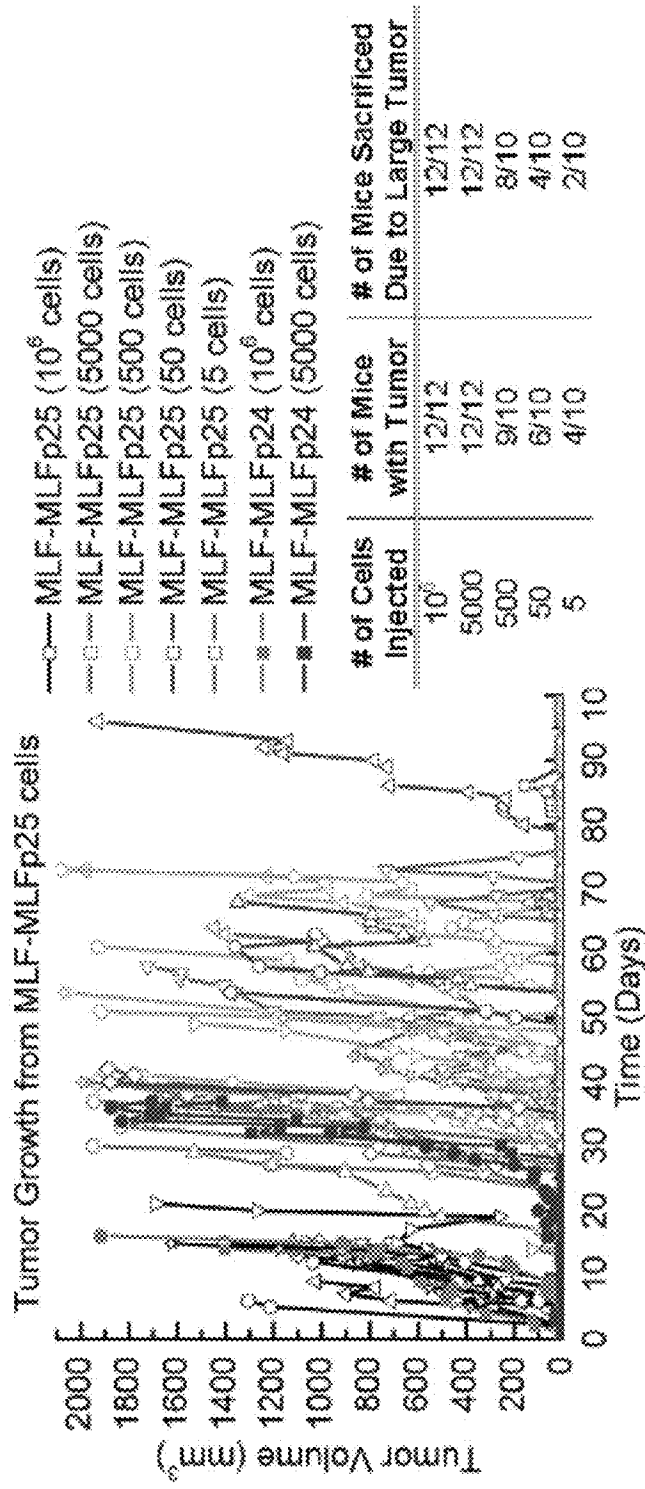 Tumor Growth from MLF-MLFp25 cells
Tumor Volume (mm³)
2000
1800
1600
1400
1200
1000
800
600
400
200
0
0 10 20 30 40 50 60 70 80 90 10
Time (Days)
MLF-MLFp25 (10⁶ cells)
MLF-MLFp25 (5000 cells)
MLF-MLFp25 (500 cells)
MLF-MLFp25 (50 cells)
MLF-MLFp25 (5 cells)
MLF-MLFp24 (10⁶ cells)
MLF-MLFp24 (5000 cells)
# of Cells Injected # of Mice with Tumor # of Mice Sacrificed Due to Large Tumor
10⁶ 12/12 12/12
5000 12/12 12/12
500 9/10 8/10
50 6/10 4/10
5 4/10 2/10